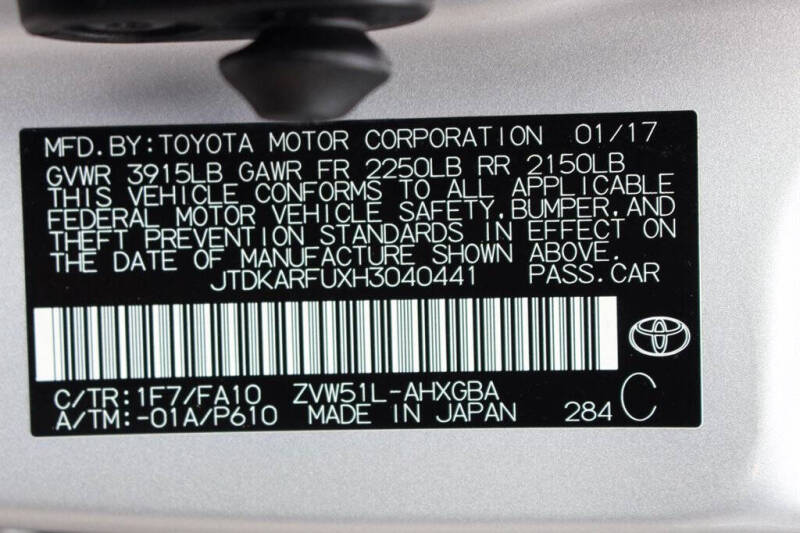 MFD.BY:TOYOTA MOTOR CORPORATION 01/17
GVWR 3915LB GAWR FR 2250LB RR 2150LB
THIS VEHICLE CONFORMS TO ALL APPLICABLE
FEDERAL MOTOR VEHICLE SAFETY,BUMPER,AND
THEFT PREVENTION STANDARDS IN EFFECT ON
THE DATE OF MANUFACTURE SHOWN ABOVE.
JTDKARFUXH3040441 PASS.CAR
C/TR:1F7/FA10 ZVW51L-AHXGBA
A/TM:-01A/P610 MADE IN JAPAN 284 C